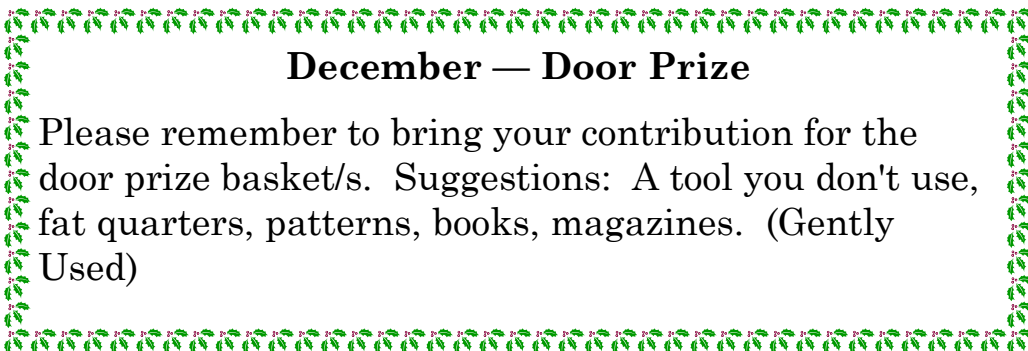 December — Door Prize
Please remember to bring your contribution for the
door prize basket/s.  Suggestions:  A tool you don't use,
fat quarters, patterns, books, magazines.  (Gently
Used)